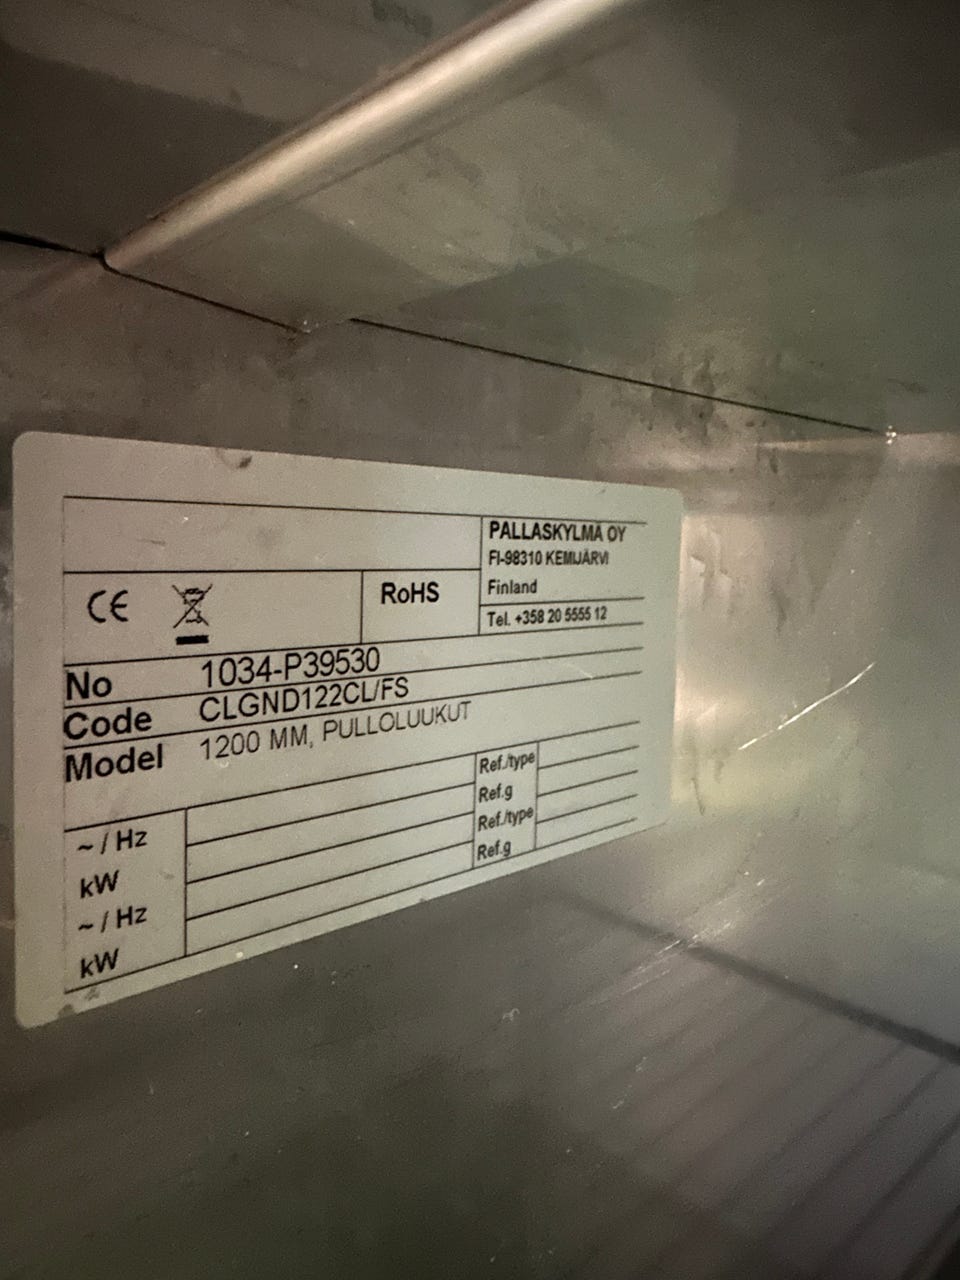 PALLASKYLMÄ OY
FI-98310 KEMIJÄRVI
Finland
Tel. +358 20 5555 12
CE
RoHS
No 1034-P39530
Code CLGND122CL/FS
Model 1200 MM, PULLOLUUKUT
Ref./type
Ref.g
Ref./type
Ref.g
~ / Hz
kW
~ / Hz
kW